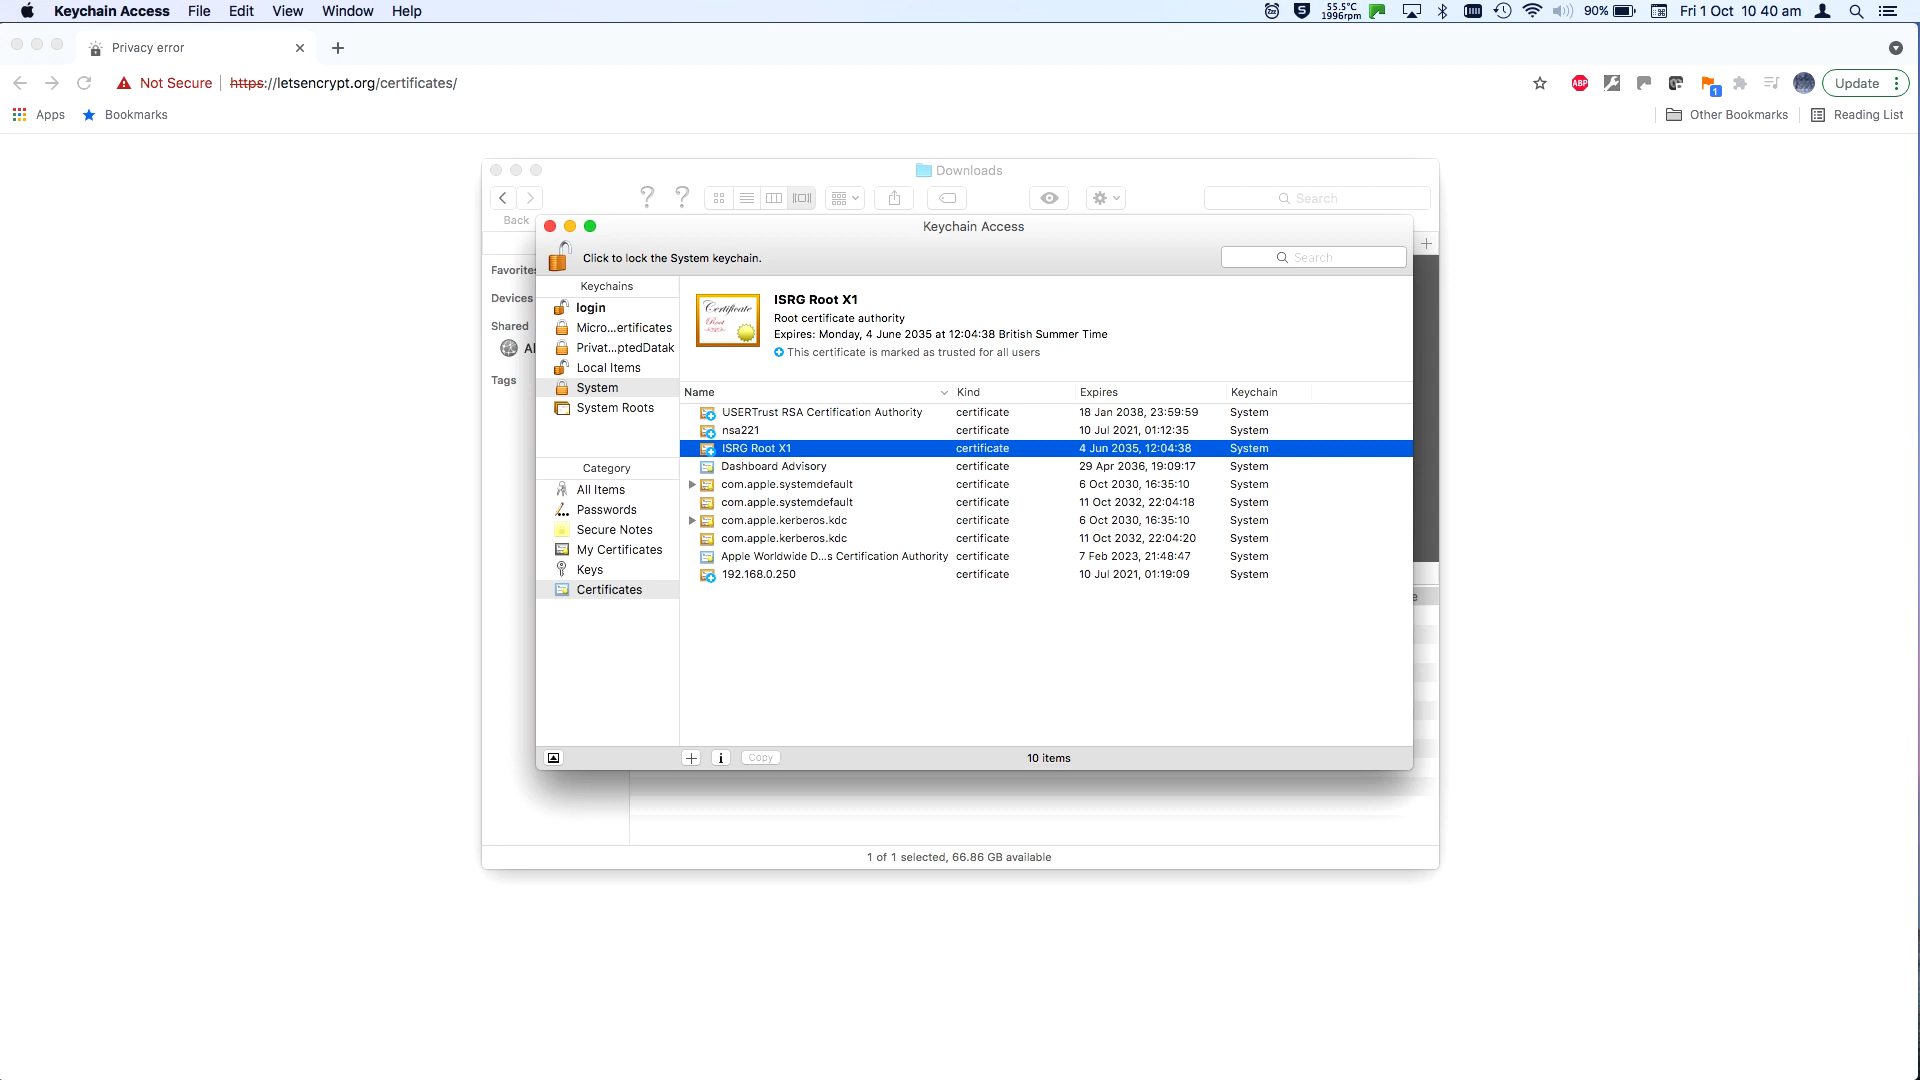 Keychain Access File Edit View Window Help 55.5°C 1996rpm 90% Fri 1 Oct 10 40 am
Privacy error
Not Secure https://letsencrypt.org/certificates/ ABP 1 Update
Apps Bookmarks Other Bookmarks Reading List
Downloads
? ? Search
Back
Keychain Access
Click to lock the System keychain. Search
Favorites
Devices
Shared
Al
Tags
Keychains
login
Micro...ertificates
Privat...ptedDatak
Local Items
System
System Roots
Category
All Items
Passwords
Secure Notes
My Certificates
Keys
Certificates
Certificate
Root
ISRG Root X1
Root certificate authority
Expires: Monday, 4 June 2035 at 12:04:38 British Summer Time
This certificate is marked as trusted for all users
Name Kind Expires Keychain
USERTrust RSA Certification Authority certificate 18 Jan 2038, 23:59:59 System
nsa221 certificate 10 Jul 2021, 01:12:35 System
ISRG Root X1 certificate 4 Jun 2035, 12:04:38 System
Dashboard Advisory certificate 29 Apr 2036, 19:09:17 System
com.apple.systemdefault certificate 6 Oct 2030, 16:35:10 System
com.apple.systemdefault certificate 11 Oct 2032, 22:04:18 System
com.apple.kerberos.kdc certificate 6 Oct 2030, 16:35:10 System
com.apple.kerberos.kdc certificate 11 Oct 2032, 22:04:20 System
Apple Worldwide D...s Certification Authority certificate 7 Feb 2023, 21:48:47 System
192.168.0.250 certificate 10 Jul 2021, 01:19:09 System
e
+ i Copy 10 items
1 of 1 selected, 66.86 GB available